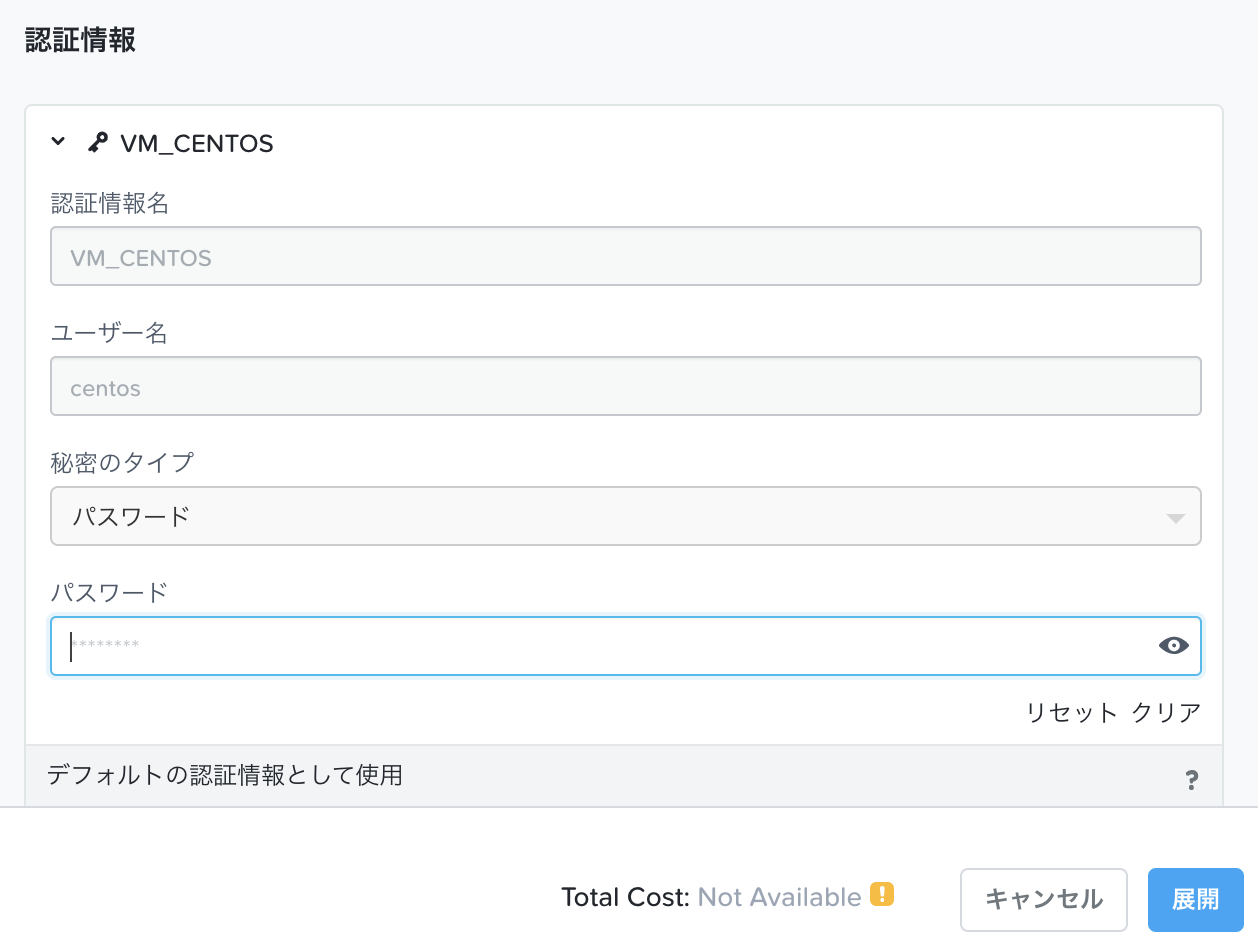 認証情報
VM_CENTOS
認証情報名
VM_CENTOS
ユーザー名
centos
秘密のタイプ
パスワード
パスワード
********
リセット クリア
デフォルトの認証情報として使用
?
Total Cost: Not Available !
キャンセル
展開